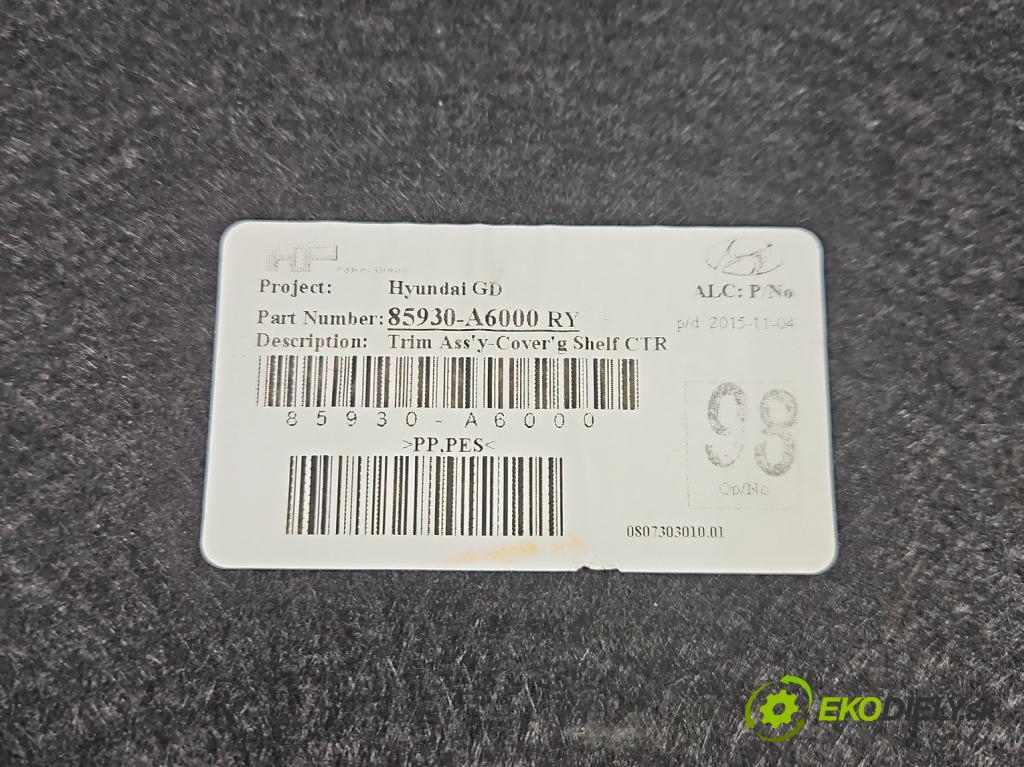 HF
Project: Hyundai GD
ALC: P/No
Part Number: 85930-A6000 RY
p/d: 2015-11-04
Description: Trim Ass'y-Cover'g Shelf CTR
85930-A6000
>PP,PES<
98
Op/No
0807303010.01
EKODIELY